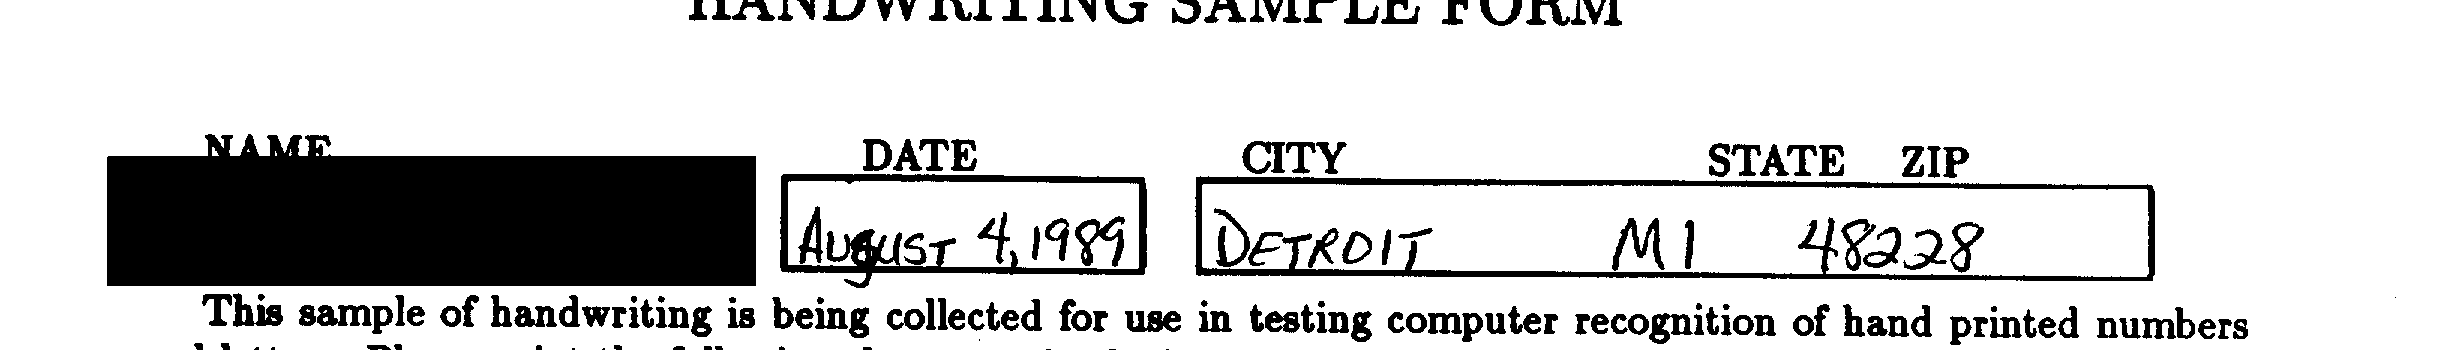 HANDWRITING SAMPLE FORM
NAME DATE CITY STATE ZIP
AUGUST 4, 1989 DETROIT MI 48228
This sample of handwriting is being collected for use in testing computer recognition of hand printed numbers